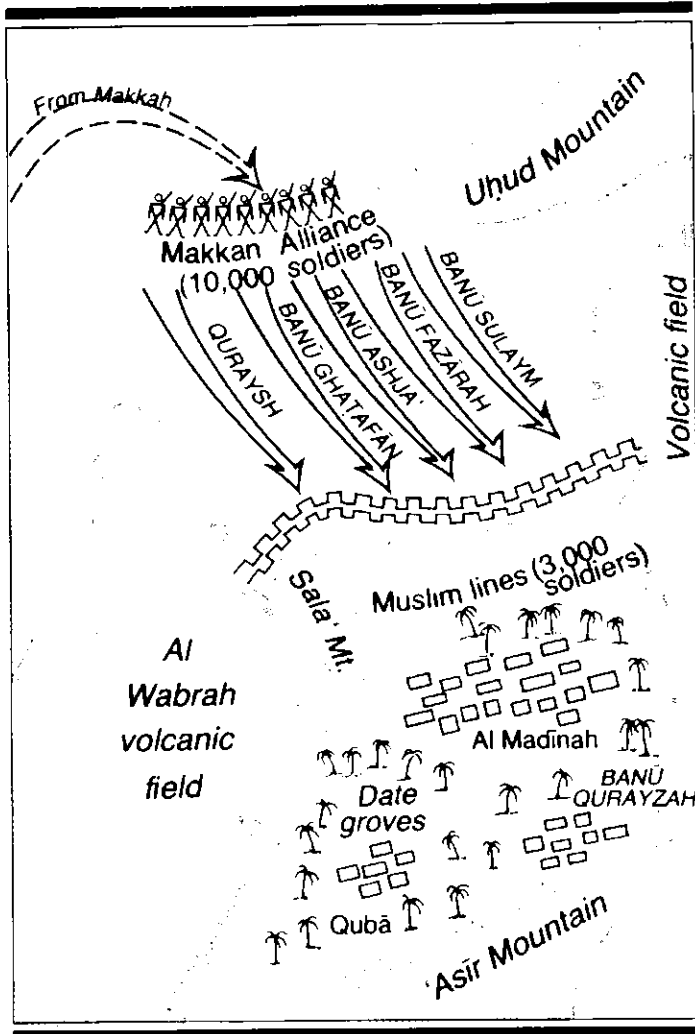 From Makkah
Uḥud Mountain
Makkan Alliance
(10,000 soldiers)
QURAYSH
BANŪ GHAṬAFĀN
BANŪ ASHJA'
BANŪ FAZĀRAH
BANŪ SULAYM
Volcanic field
Sala' Mt.
Muslim lines (3,000
soldiers)
Al
Wabrah
volcanic
field
Al Madīnah
Date
groves
BANŪ
QURAYZAH
Qubā
'Asīr Mountain